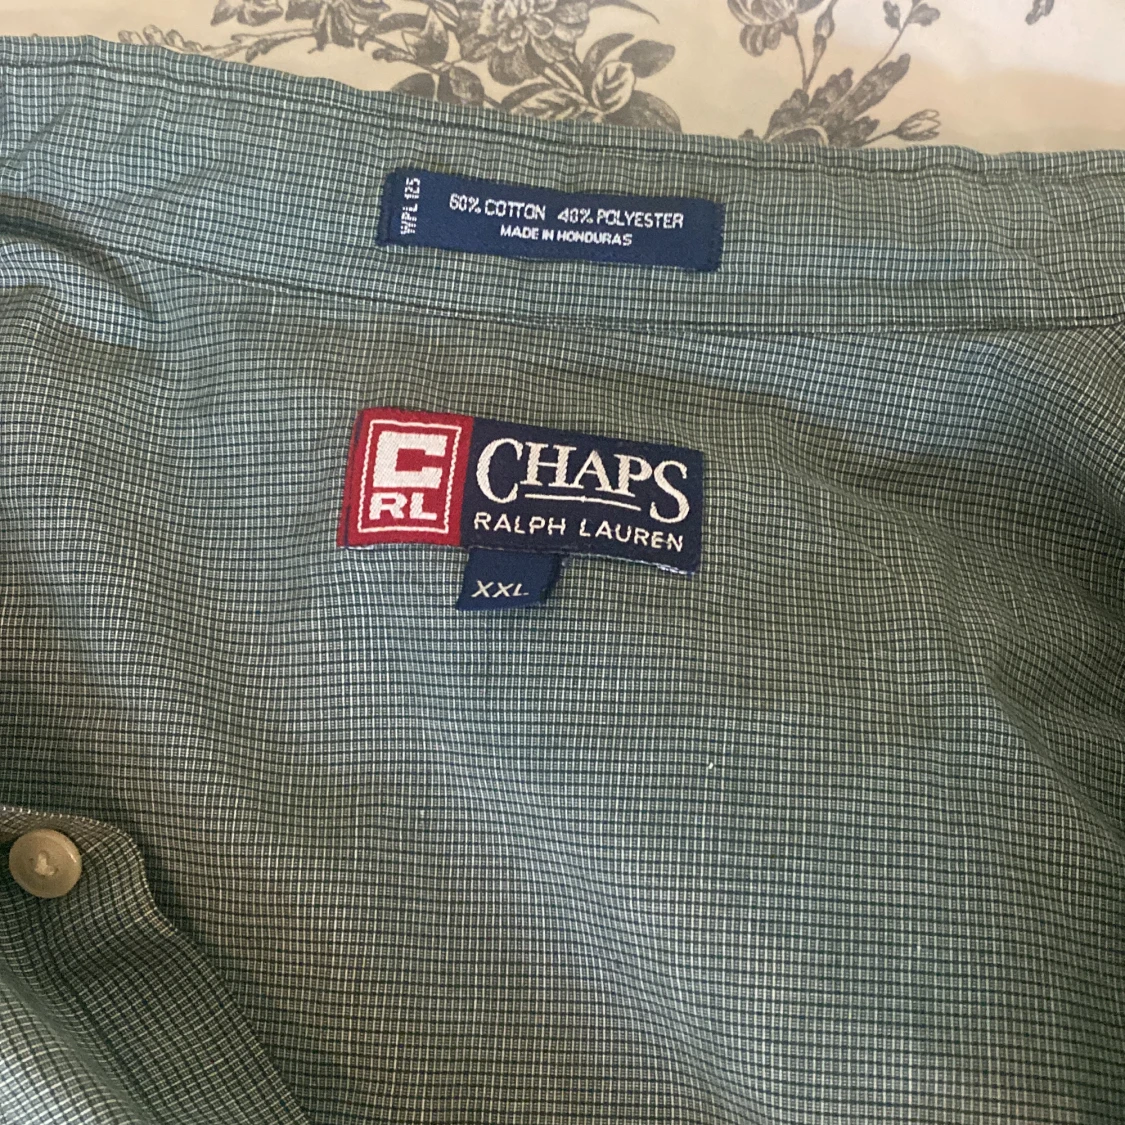 WPL 125
60% COTTON 40% POLYESTER
MADE IN HONDURAS
C
RL
CHAPS
RALPH LAUREN
XXL